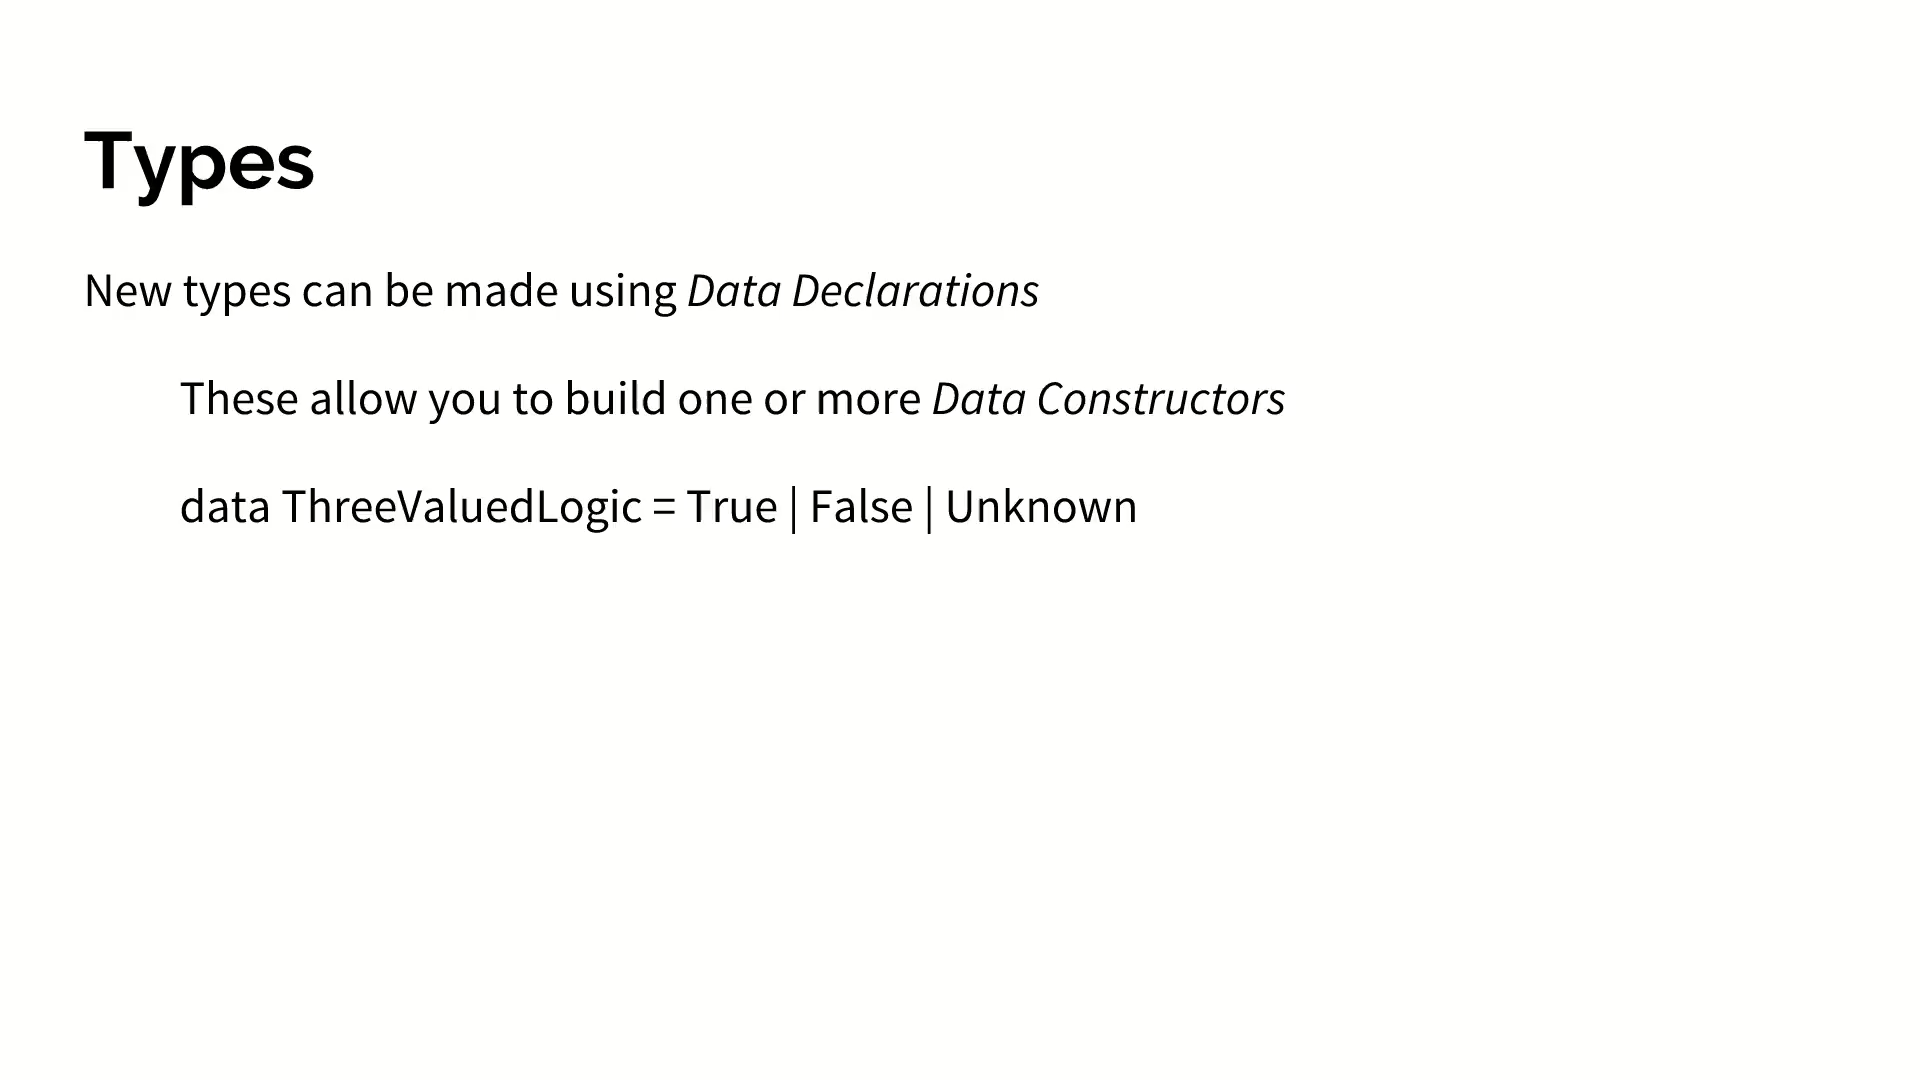 Types
New types can be made using Data Declarations
These allow you to build one or more Data Constructors
data ThreeValuedLogic = True | False | Unknown